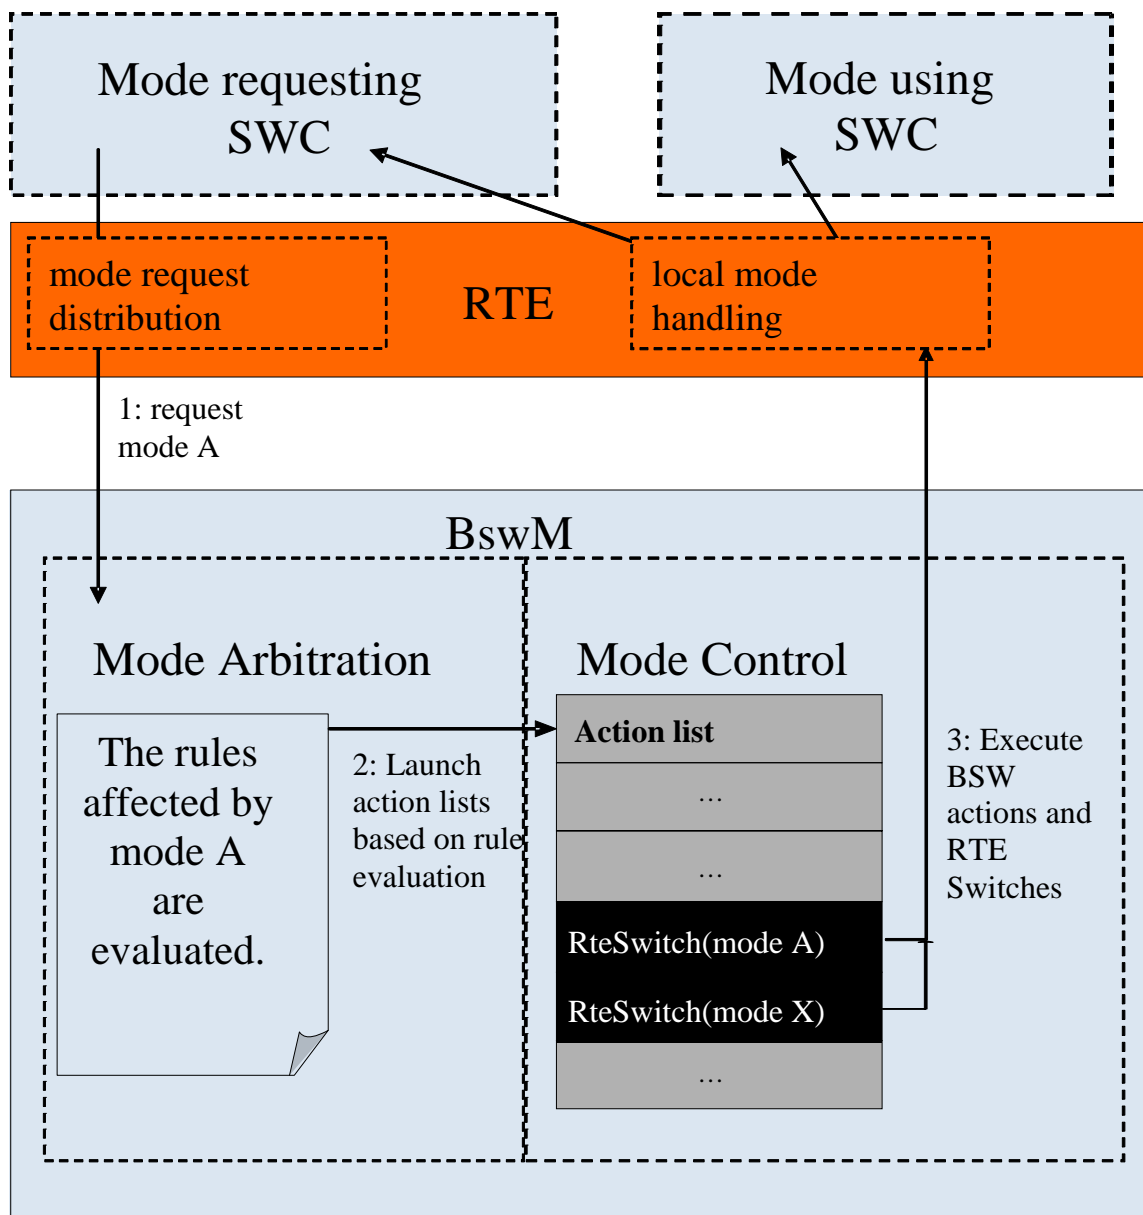 Mode requesting
SWC
Mode using
SWC
mode request
distribution
RTE
local mode
handling
1: request
mode A
BswM
Mode Arbitration
The rules
affected by
mode A
are
evaluated.
2: Launch
action lists
based on rule
evaluation
Mode Control
Action list
...
...
RteSwitch(mode A)
RteSwitch(mode X)
...
3: Execute
BSW
actions and
RTE
Switches